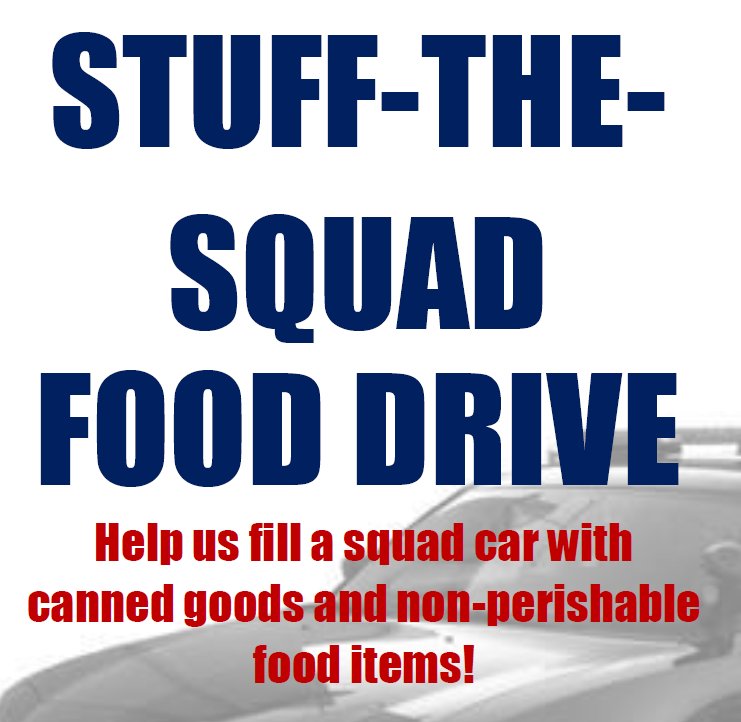 STUFF-THE-
SQUAD
FOOD DRIVE
Help us fill a squad car with
canned goods and non-perishable
food items!